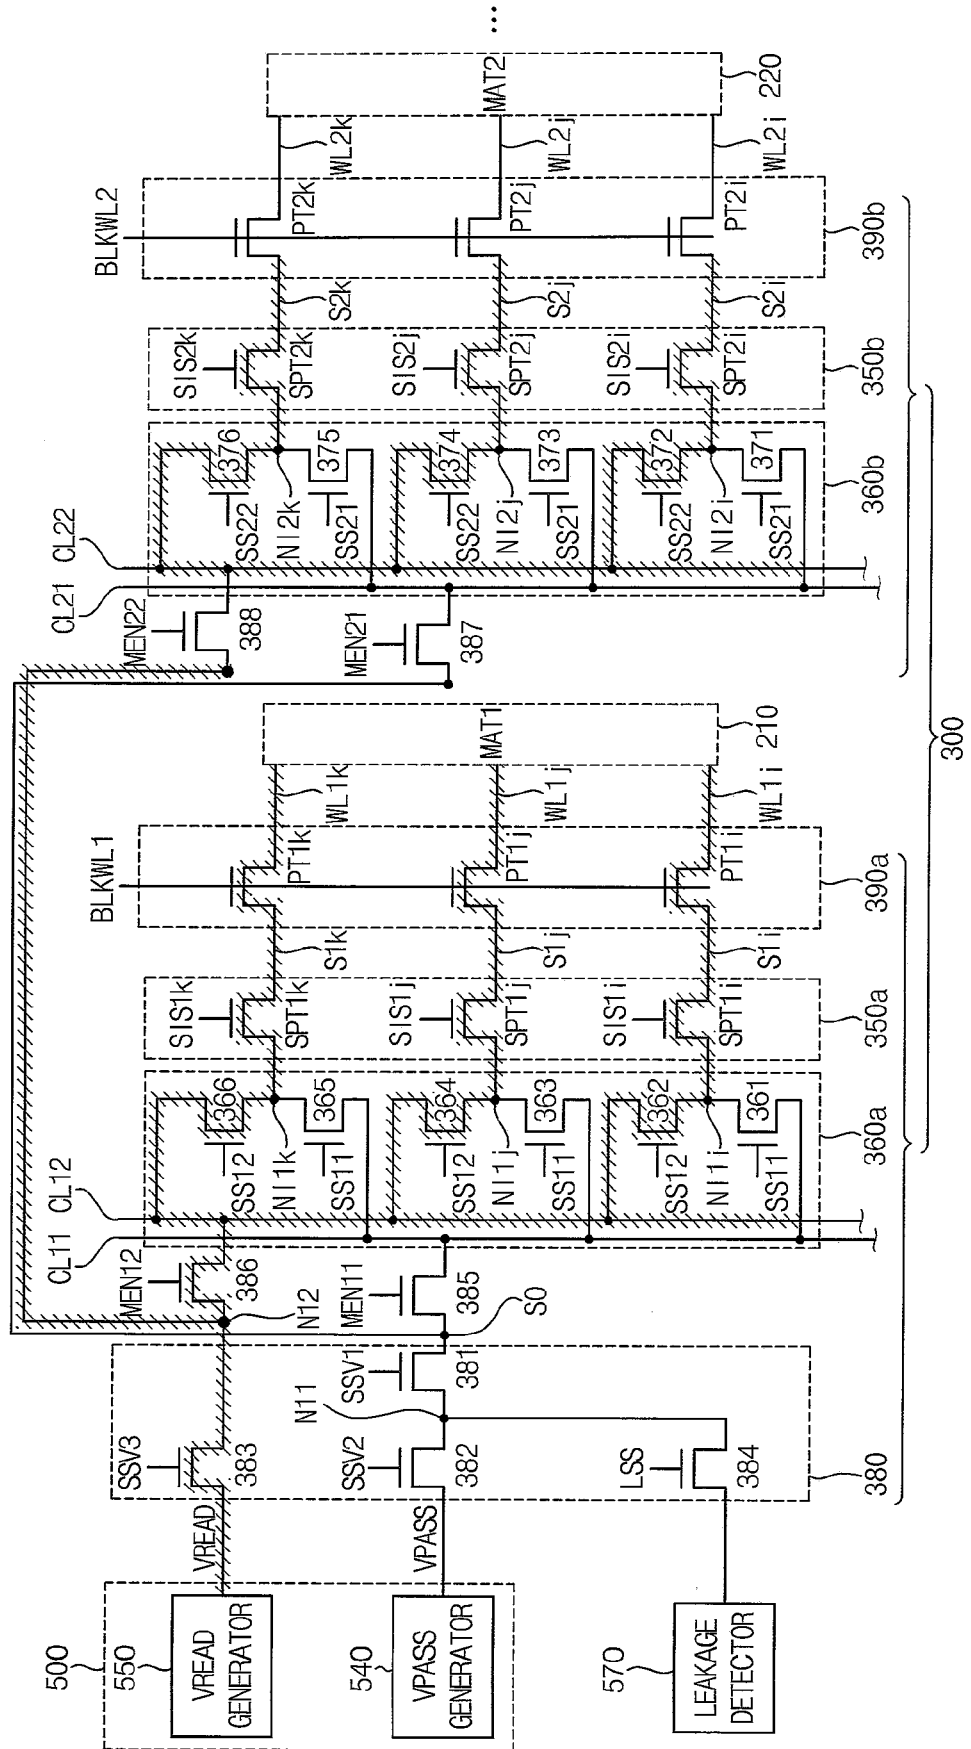 500
550
VREAD
GENERATOR
540
VPASS
GENERATOR
570
LEAKAGE
DETECTOR
VREAD
VPASS
SSV3
383
SSV2
382
LSS
384
380
N11
SSV1
381
S0
N12
MEN12
386
MEN11
385
CL11
CL12
SS12
366
NI1k
SS11
365
SS12
364
NI1j
SS11
363
SS12
362
NI1i
SS11
361
360a
SIS1k
SPT1k
SIS1j
SPT1j
SIS1i
SPT1i
350a
S1k
S1j
S1i
BLKWL1
PT1k
PT1j
PT1i
390a
WL1k
WL1j
WL1i
MAT1
210
300
MEN22
388
MEN21
387
CL21
CL22
SS22
376
NI2k
SS21
375
SS22
374
NI2j
SS21
373
SS22
372
NI2i
SS21
371
360b
SIS2k
SPT2k
SIS2j
SPT2j
SIS2i
SPT2i
350b
S2k
S2j
S2i
BLKWL2
PT2k
PT2j
PT2i
390b
WL2k
WL2j
WL2i
MAT2
220
...